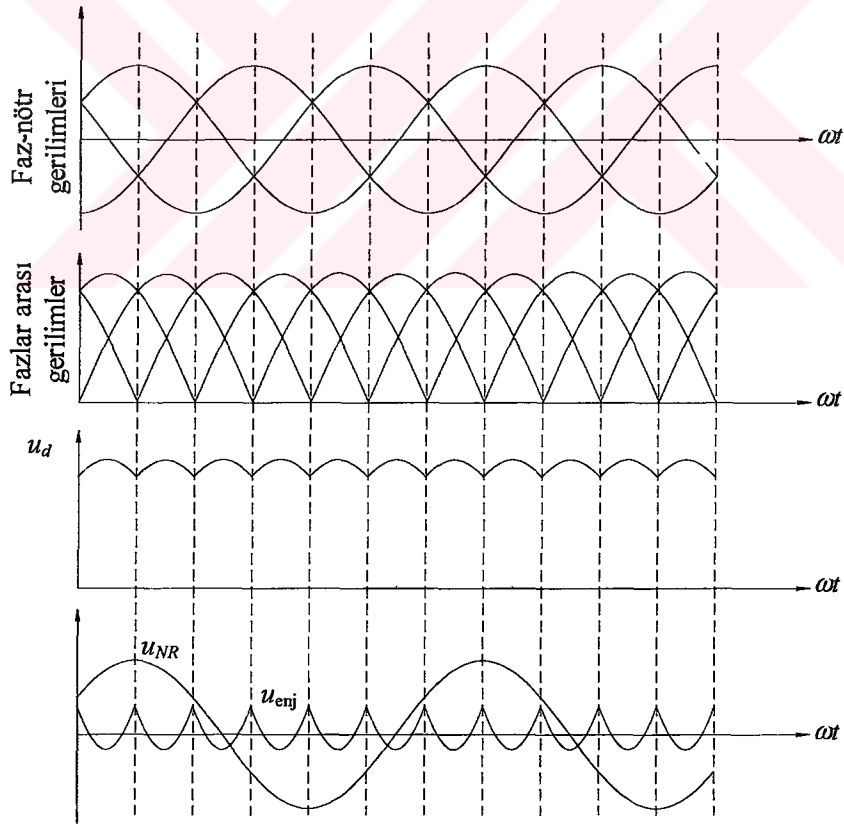 Faz-nötr
gerilimleri
ωt
Fazlar arası
gerilimler
ωt
u_d
ωt
u_NR
u_enj
ωt